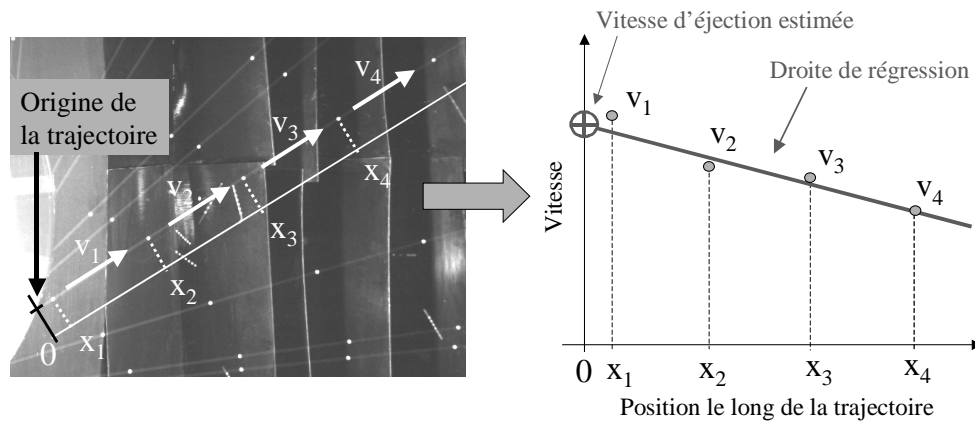 Origine de
la trajectoire
v1
v2
v3
v4
0
x1
x2
x3
x4
Vitesse d'éjection estimée
Droite de régression
v1
v2
v3
v4
Vitesse
0
x1
x2
x3
x4
Position le long de la trajectoire